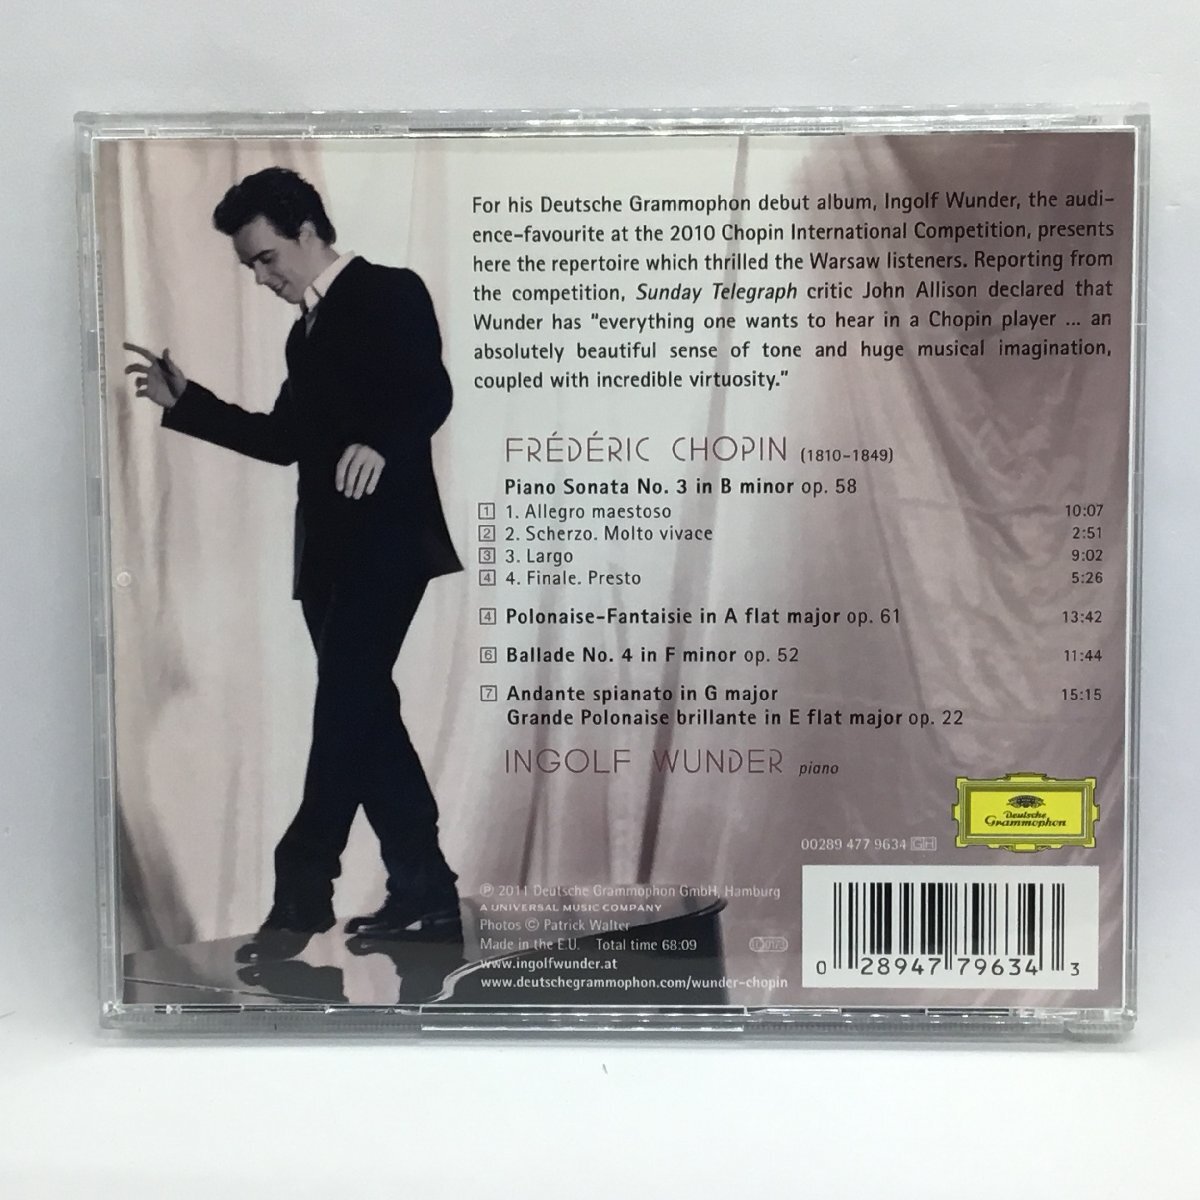 For his Deutsche Grammophon debut album, Ingolf Wunder, the audi-
ence-favourite at the 2010 Chopin International Competition, presents
here the repertoire which thrilled the Warsaw listeners. Reporting from
the competition, Sunday Telegraph critic John Allison declared that
Wunder has "everything one wants to hear in a Chopin player ... an
absolutely beautiful sense of tone and huge musical imagination,
coupled with incredible virtuosity."
FRÉDÉRIC CHOPIN (1810-1849)
Piano Sonata No. 3 in B minor op. 58
1 1. Allegro maestoso 10:07
2 2. Scherzo. Molto vivace 2:51
3 3. Largo 9:02
4 4. Finale. Presto 5:26
4 Polonaise-Fantaisie in A flat major op. 61 13:42
6 Ballade No. 4 in F minor op. 52 11:44
7 Andante spianato in G major 15:15
Grande Polonaise brillante in E flat major op. 22
INGOLF WUNDER piano
Deutsche
Grammophon
00289 477 9634 GH
℗ 2011 Deutsche Grammophon GmbH, Hamburg
A UNIVERSAL MUSIC COMPANY
Photos © Patrick Walter
Made in the E.U. Total time 68:09
www.ingolfwunder.at
www.deutschegrammophon.com/wunder-chopin
0 28947 79634 3